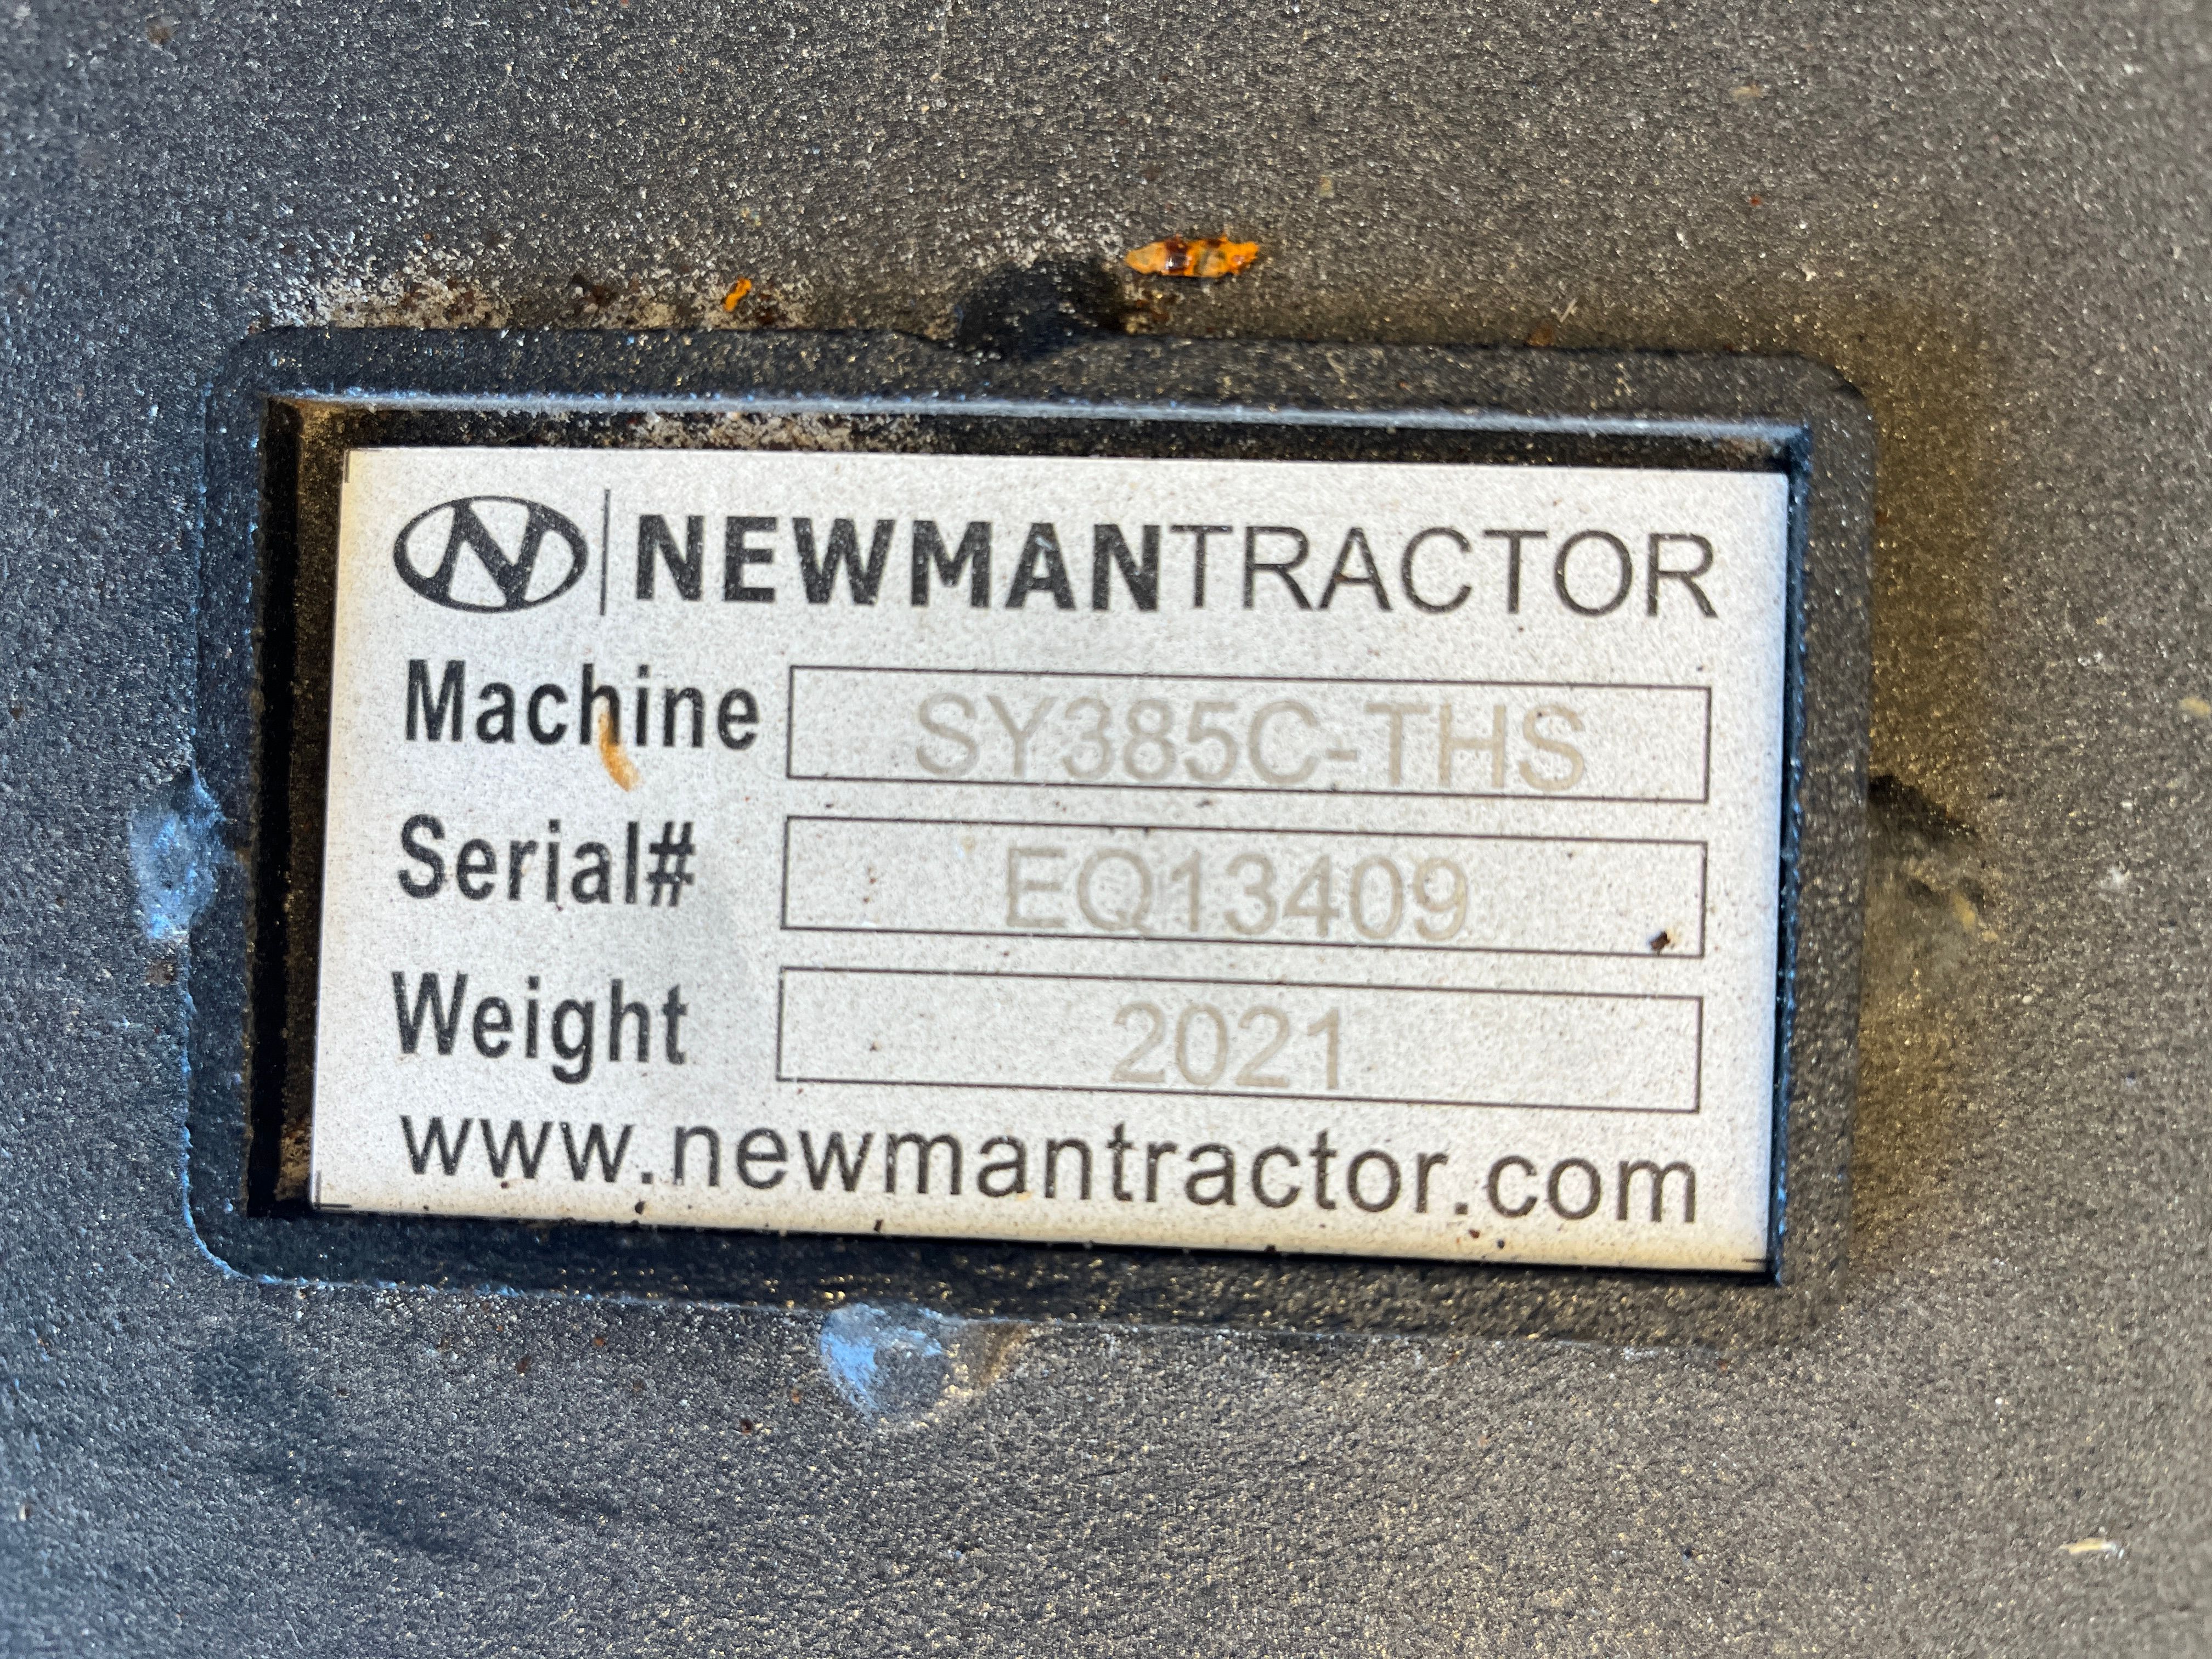 N NEWMANTRACTOR
Machine SY385C-THS
Serial# EQ13409
Weight 2021
www.newmantractor.com